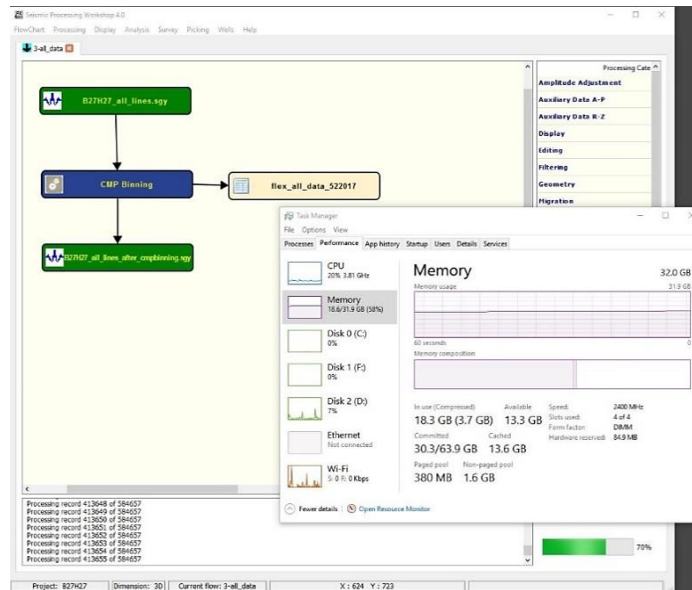 Seismic Processing Workshop 4.0
FlowChart Processing Display Analysis Survey Picking Wells Help
3-all_data
B27H27_all_lines.sgy
CMP Binning
flex_all_data_522017
B27H27_all_lines_after_cmpbinning.sgy
Processing Cate
Amplitude Adjustment
Auxiliary Data A-P
Auxiliary Data R-Z
Display
Editing
Filtering
Geometry
Migration
Task Manager
File Options View
Processes Performance App history Startup Users Details Services
CPU
20% 3.81 GHz
Memory
18.6/31.9 GB (58%)
Disk 0 (C:)
0%
Disk 1 (F:)
0%
Disk 2 (D:)
7%
Ethernet
Not connected
Wi-Fi
S: 0 R: 0 Kbps
Memory 32.0 GB
Memory usage 31.9 GB
60 seconds 0
Memory composition
In use (Compressed) Available Speed: 2400 MHz
18.3 GB (3.7 GB) 13.3 GB Slots used: 4 of 4
Form factor: DIMM
Committed Cached Hardware reserved: 84.9 MB
30.3/63.9 GB 13.6 GB
Paged pool Non-paged pool
380 MB 1.6 GB
Fewer details Open Resource Monitor
Processing record 413648 of 584657
Processing record 413649 of 584657
Processing record 413650 of 584657
Processing record 413651 of 584657
Processing record 413652 of 584657
Processing record 413653 of 584657
Processing record 413654 of 584657
Processing record 413655 of 584657
70%
Project: B27H27 Dimension: 3D Current flow: 3-all_data X : 624 Y : 723